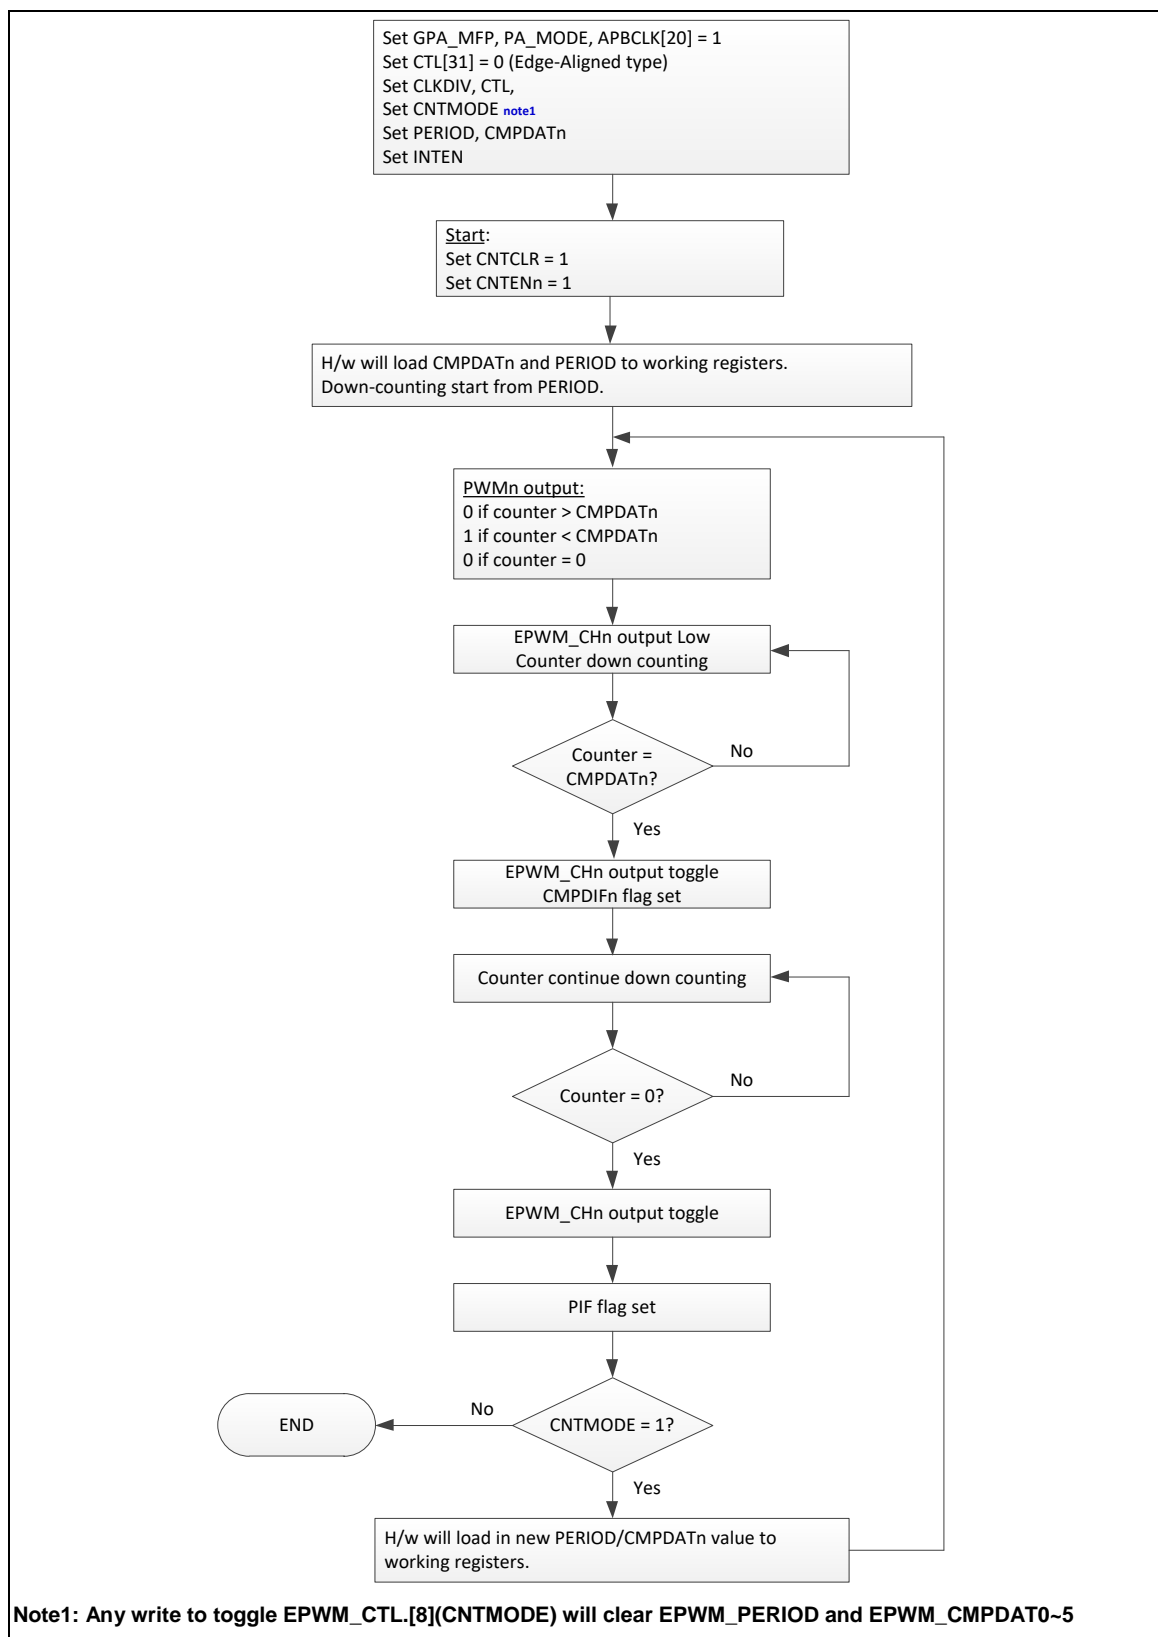 Set GPA_MFP, PA_MODE, APBCLK[20] = 1
Set CTL[31] = 0 (Edge-Aligned type)
Set CLKDIV, CTL,
Set CNTMODE note1
Set PERIOD, CMPDATn
Set INTEN
Start:
Set CNTCLR = 1
Set CNTENn = 1
H/w will load CMPDATn and PERIOD to working registers.
Down-counting start from PERIOD.
PWMn output:
0 if counter > CMPDATn
1 if counter < CMPDATn
0 if counter = 0
EPWM_CHn output Low
Counter down counting
Counter =
CMPDATn?
No
Yes
EPWM_CHn output toggle
CMPDIFn flag set
Counter continue down counting
Counter = 0?
No
Yes
EPWM_CHn output toggle
PIF flag set
CNTMODE = 1?
No
END
Yes
H/w will load in new PERIOD/CMPDATn value to
working registers.
Note1: Any write to toggle EPWM_CTL.[8](CNTMODE) will clear EPWM_PERIOD and EPWM_CMPDAT0~5